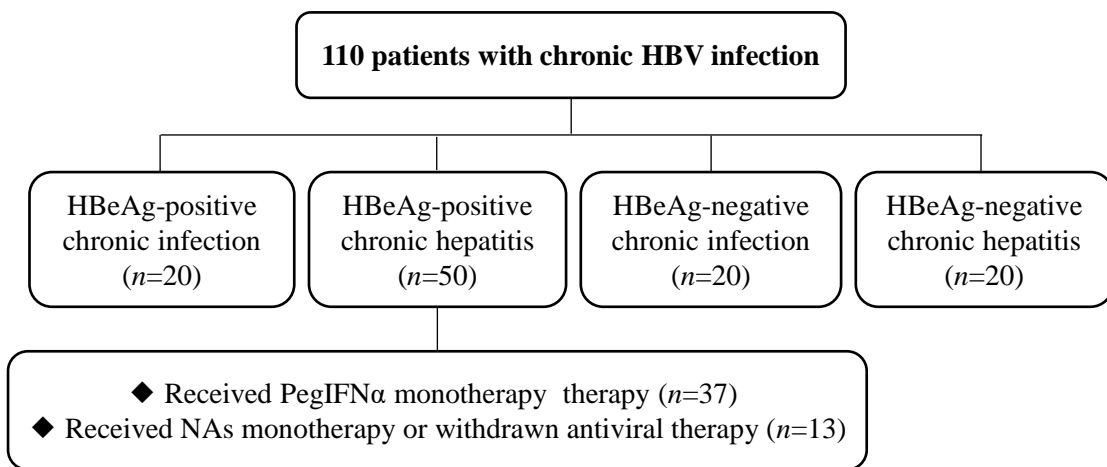 110 patients with chronic HBV infection
HBeAg-positive
chronic infection
(n=20)
HBeAg-positive
chronic hepatitis
(n=50)
HBeAg-negative
chronic infection
(n=20)
HBeAg-negative
chronic hepatitis
(n=20)
◆ Received PegIFNα monotherapy therapy (n=37)
◆ Received NAs monotherapy or withdrawn antiviral therapy (n=13)